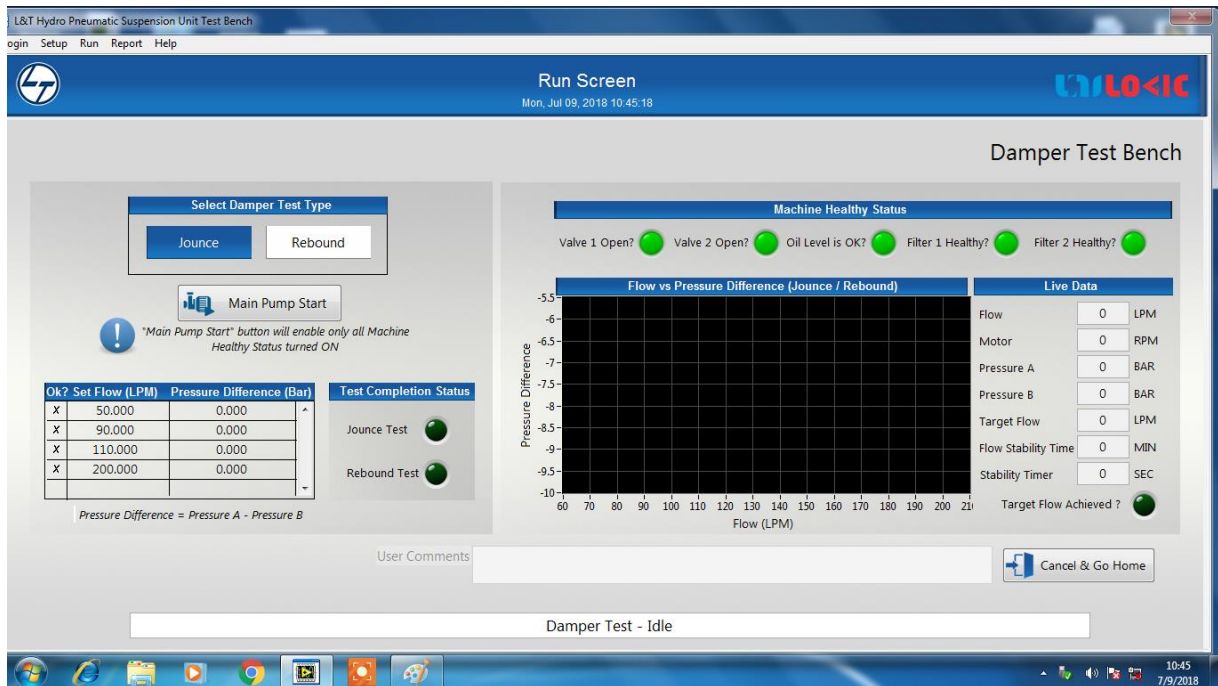 L&T Hydro Pneumatic Suspension Unit Test Bench
ogin Setup Run Report Help
Run Screen
Mon, Jul 09, 2018 10:45:18
UNILOGIC
Damper Test Bench
Select Damper Test Type
Jounce Rebound
Main Pump Start
"Main Pump Start" button will enable only all Machine
Healthy Status turned ON
Ok? Set Flow (LPM) Pressure Difference (Bar)
x 50.000 0.000
x 90.000 0.000
x 110.000 0.000
x 200.000 0.000
Pressure Difference = Pressure A - Pressure B
Test Completion Status
Jounce Test
Rebound Test
Machine Healthy Status
Valve 1 Open? Valve 2 Open? Oil Level is OK? Filter 1 Healthy? Filter 2 Healthy?
Flow vs Pressure Difference (Jounce / Rebound)
Pressure Difference
-5.5
-6
-6.5
-7
-7.5
-8
-8.5
-9
-9.5
-10
60 70 80 90 100 110 120 130 140 150 160 170 180 190 200 21
Flow (LPM)
Live Data
Flow 0 LPM
Motor 0 RPM
Pressure A 0 BAR
Pressure B 0 BAR
Target Flow 0 LPM
Flow Stability Time 0 MIN
Stability Timer 0 SEC
Target Flow Achieved ?
User Comments
Cancel & Go Home
Damper Test - Idle
10:45
7/9/2018